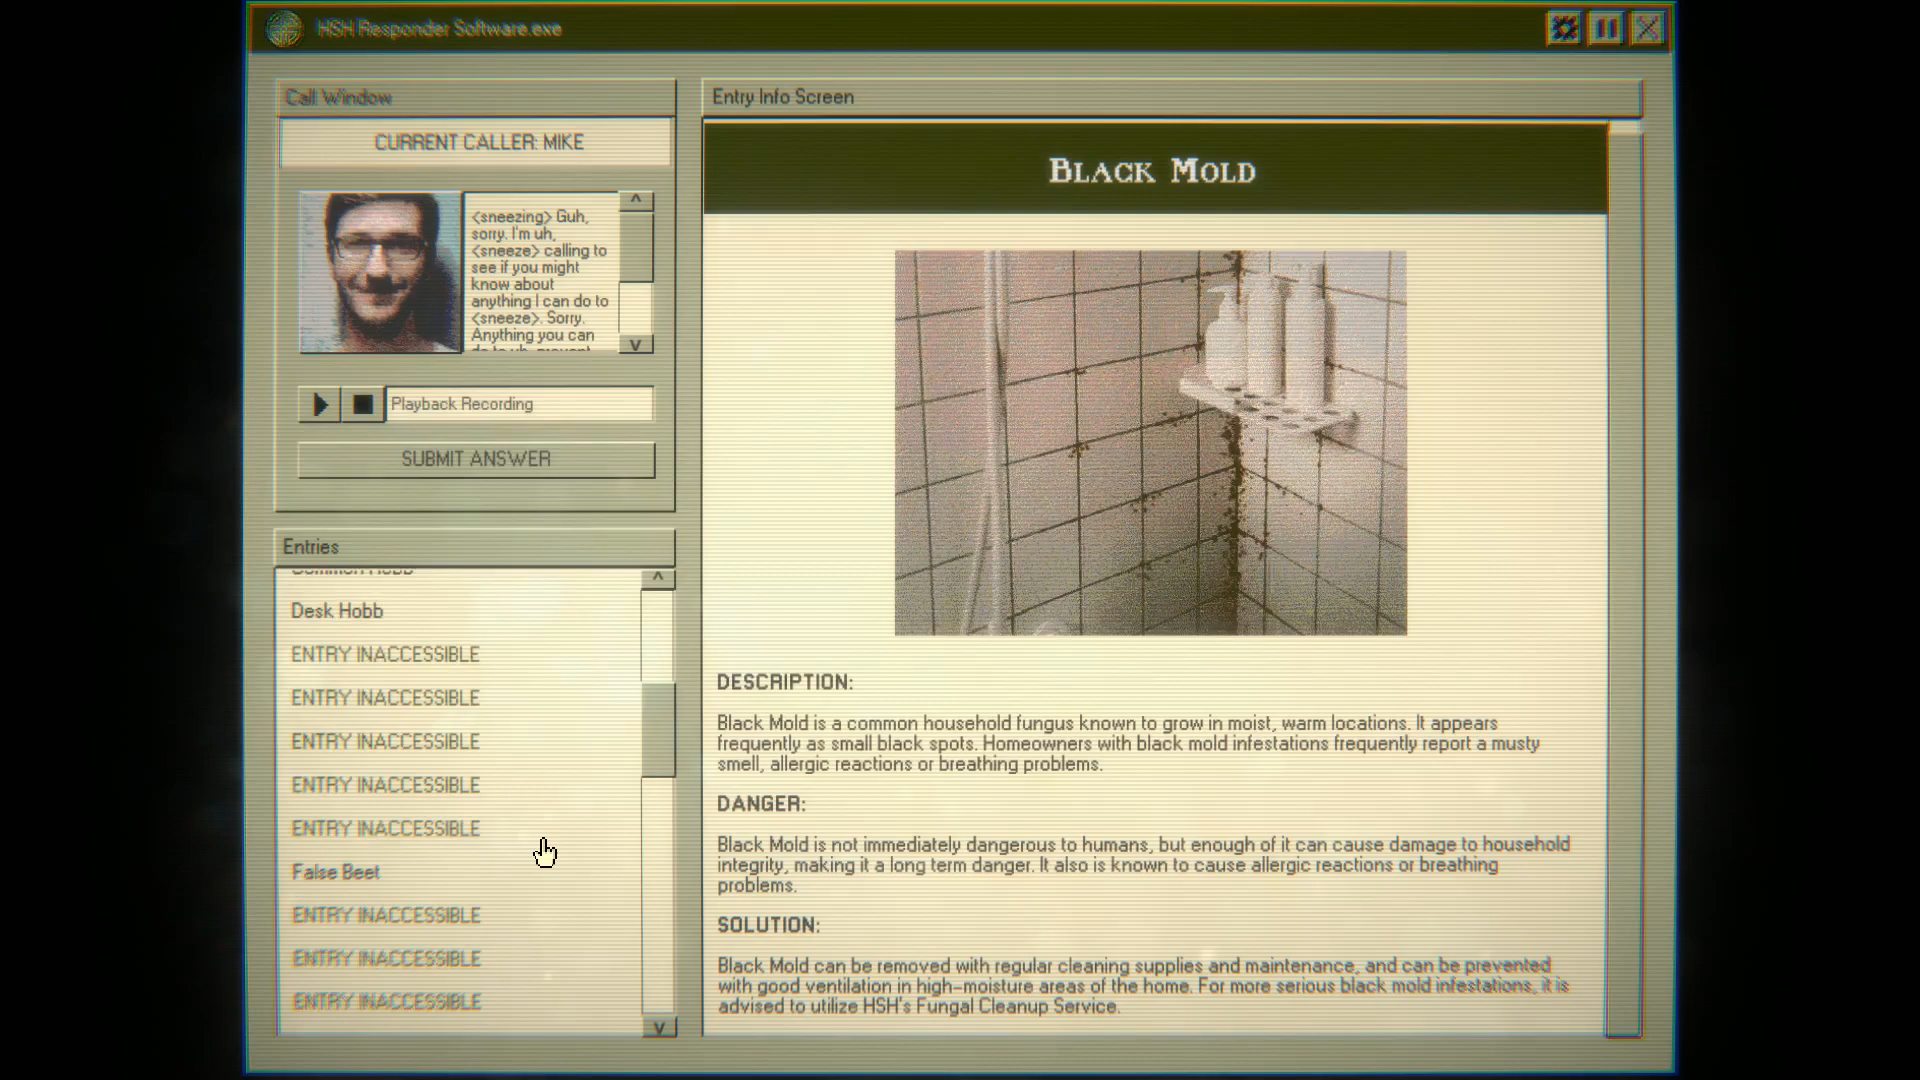 HSH Responder Software.exe
Call Window
CURRENT CALLER: MIKE
<sneezing> Guh,
sorry. I'm uh,
<sneeze> calling to
see if you might
know about
anything I can do to
<sneeze>. Sorry.
Anything you can
do to uh, prevent
Playback Recording
SUBMIT ANSWER
Entries
Common Hobb
Desk Hobb
ENTRY INACCESSIBLE
ENTRY INACCESSIBLE
ENTRY INACCESSIBLE
ENTRY INACCESSIBLE
ENTRY INACCESSIBLE
False Beet
ENTRY INACCESSIBLE
ENTRY INACCESSIBLE
ENTRY INACCESSIBLE
Entry Info Screen
Black Mold
DESCRIPTION:
Black Mold is a common household fungus known to grow in moist, warm locations. It appears
frequently as small black spots. Homeowners with black mold infestations frequently report a musty
smell, allergic reactions or breathing problems.
DANGER:
Black Mold is not immediately dangerous to humans, but enough of it can cause damage to household
integrity, making it a long term danger. It also is known to cause allergic reactions or breathing
problems.
SOLUTION:
Black Mold can be removed with regular cleaning supplies and maintenance, and can be prevented
with good ventilation in high-moisture areas of the home. For more serious black mold infestations, it is
advised to utilize HSH's Fungal Cleanup Service.